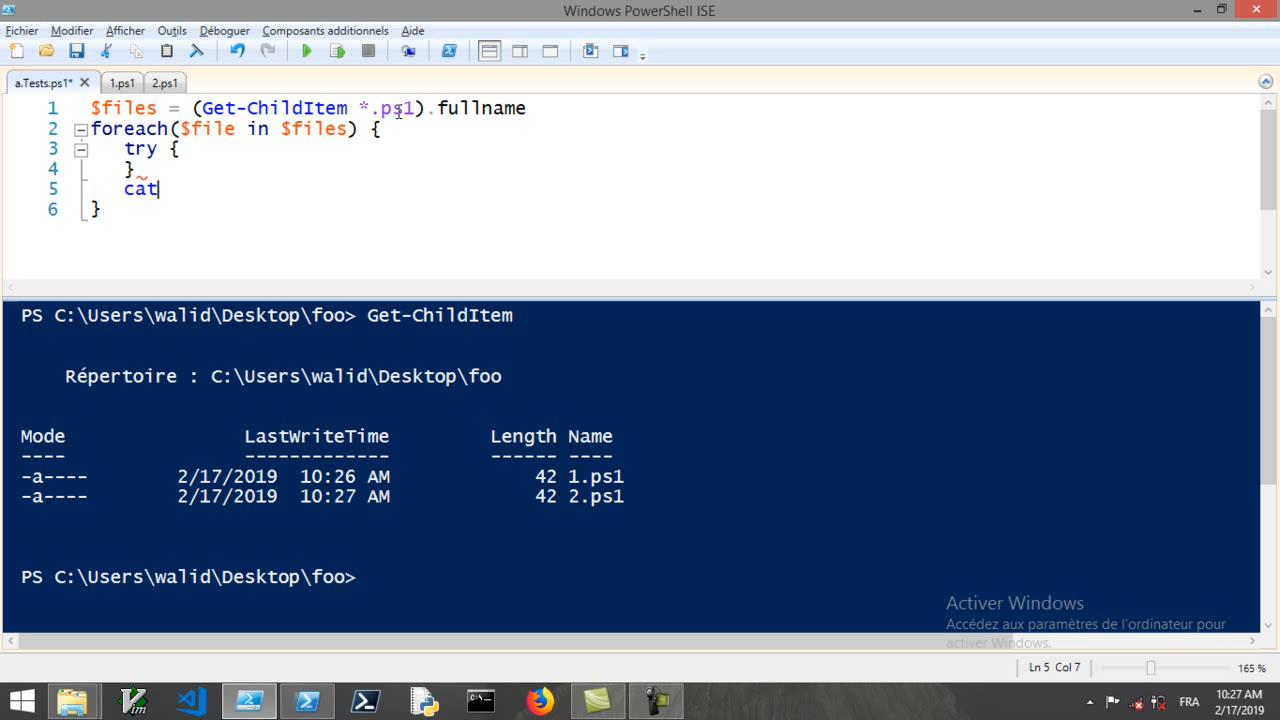 Windows PowerShell ISE
Fichier Modifier Afficher Outils Déboguer Composants additionnels Aide
a.Tests.ps1* 1.ps1 2.ps1
1 $files = (Get-ChildItem *.ps1).fullname
2 foreach($file in $files) {
3 try {
4 }
5 cat
6 }
PS C:\Users\walid\Desktop\foo> Get-ChildItem
Répertoire : C:\Users\walid\Desktop\foo
Mode LastWriteTime Length Name
---- ------------- ------ ----
-a---- 2/17/2019 10:26 AM 42 1.ps1
-a---- 2/17/2019 10:27 AM 42 2.ps1
PS C:\Users\walid\Desktop\foo>
Activer Windows
Accédez aux paramètres de l'ordinateur pour
activer Windows.
Ln 5 Col 7 165 %
FRA
10:27 AM
2/17/2019